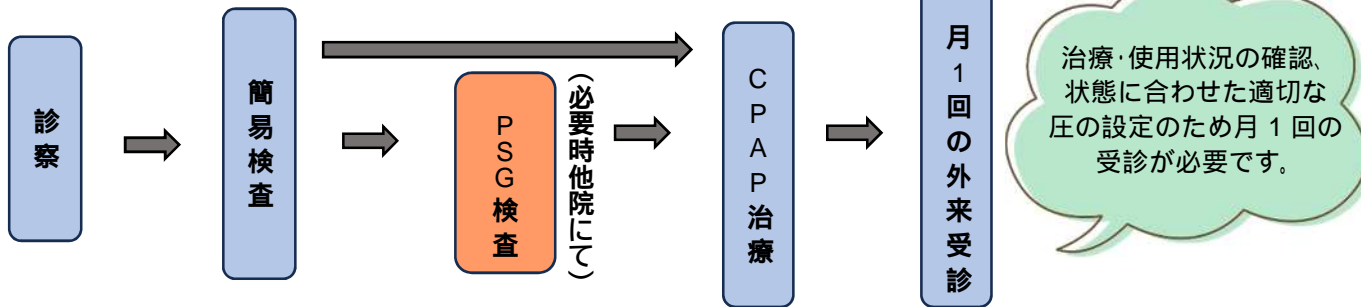 診察
簡易検査
PSG検査
（必要時他院にて）
CPAP治療
月1回の外来受診
治療・使用状況の確認、
状態に合わせた適切な
圧の設定のため月1回の
受診が必要です。